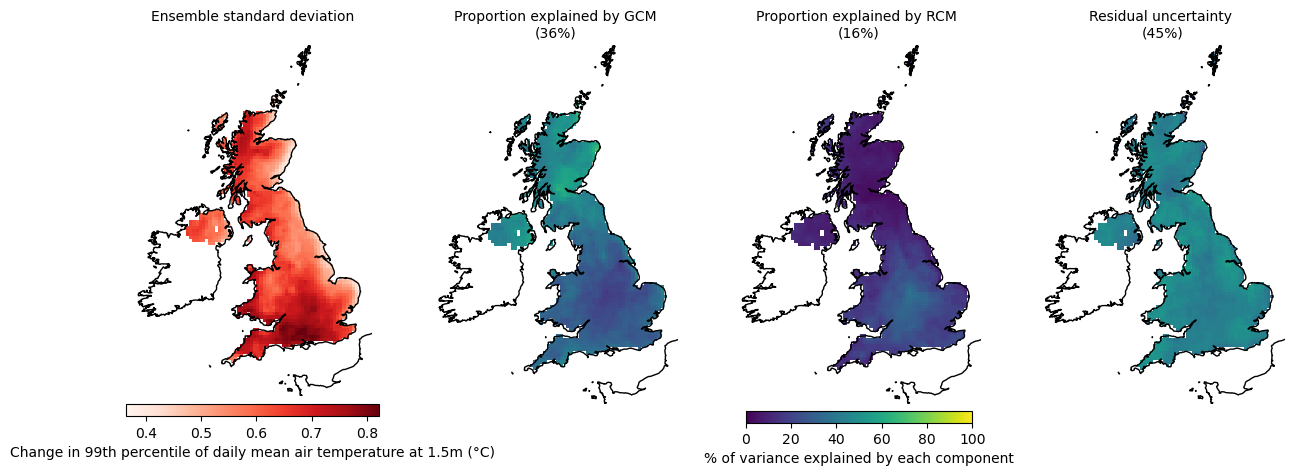 Ensemble standard deviation
Proportion explained by GCM
(36%)
Proportion explained by RCM
(16%)
Residual uncertainty
(45%)
0.4 0.5 0.6 0.7 0.8
Change in 99th percentile of daily mean air temperature at 1.5m (°C)
0 20 40 60 80 100
% of variance explained by each component